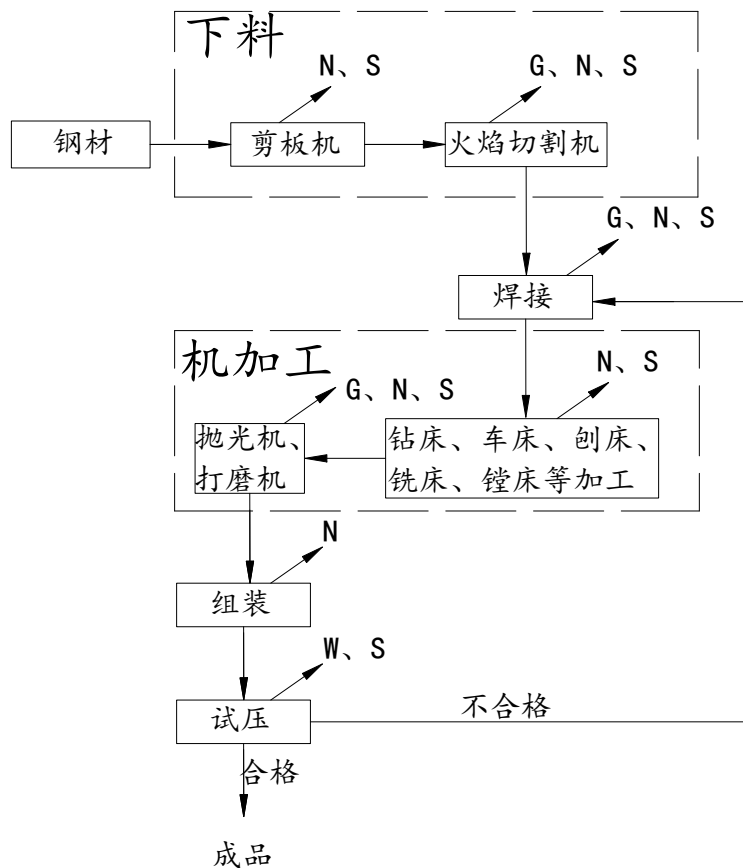 下料
N、S
G、N、S
钢材
剪板机
火焰切割机
G、N、S
焊接
机加工
N、S
G、N、S
抛光机、
打磨机
钻床、车床、刨床、
铣床、镗床等加工
N
组装
W、S
试压
不合格
合格
成品